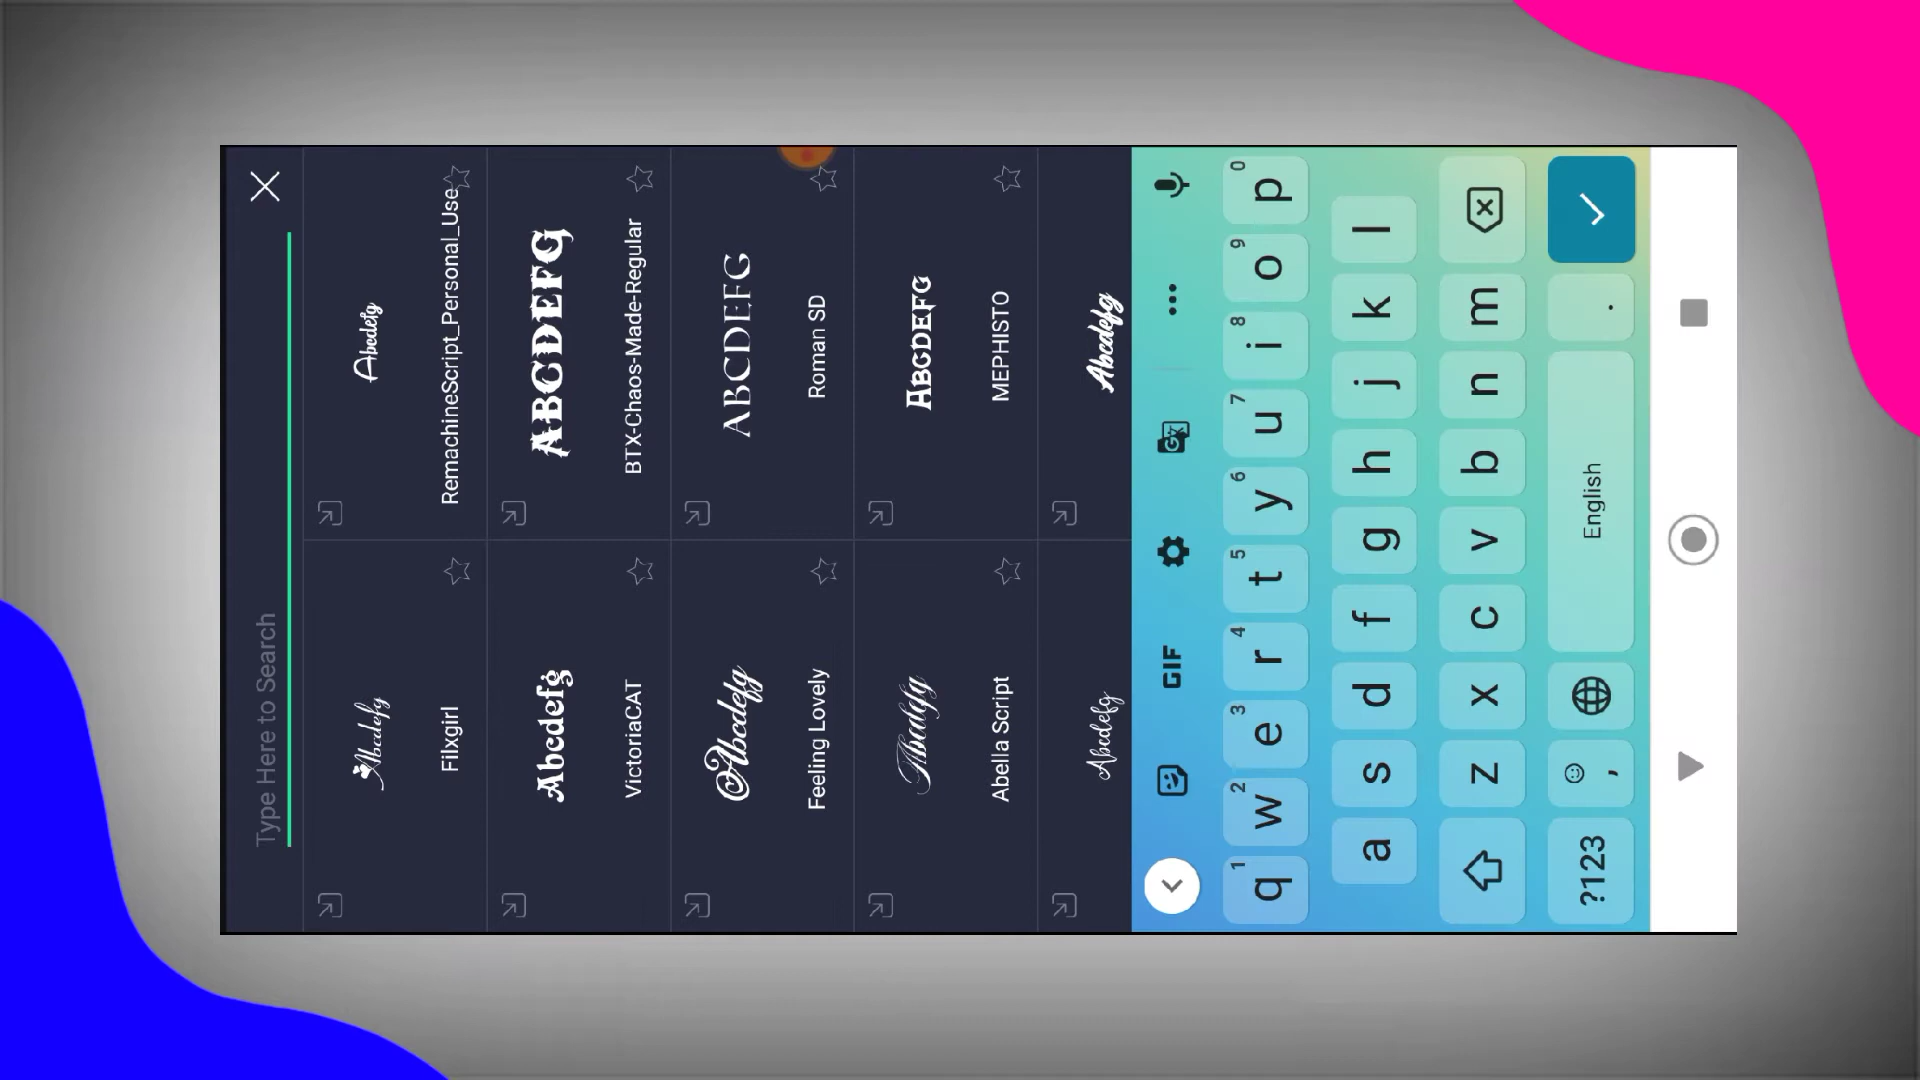 Type Here to Search
Abcdefg
Abcdefg
Filxgirl
RemachineScript_Personal_Use
Abcdefg
ABCDEFG
VictoriaCAT
BTX-Chaos-Made-Regular
Abcdefg
ABCDEFG
Feeling Lovely
Roman SD
Abcdefg
ABCDEFG
Abella Script
MEPHISTO
Abcdefg
Abcdefg
GIF
G
1 2 3 4 5 6 7 8 9 0
q w e r t y u i o p
a s d f g h j k l
z x c v b n m
?123 , English .